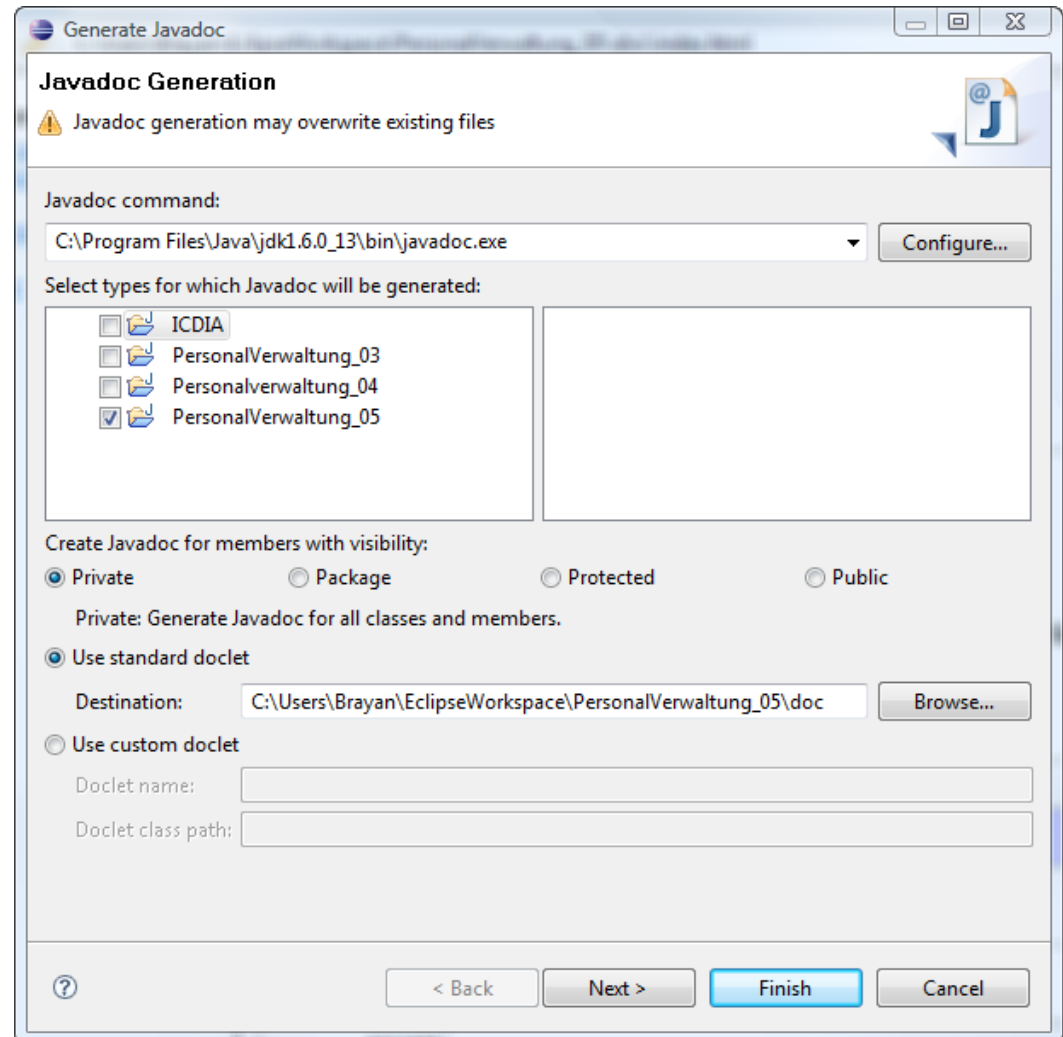 Generate Javadoc
Javadoc Generation
Javadoc generation may overwrite existing files
Javadoc command:
C:\Program Files\Java\jdk1.6.0_13\bin\javadoc.exe
Configure...
Select types for which Javadoc will be generated:
ICDIA
PersonalVerwaltung_03
Personalverwaltung_04
PersonalVerwaltung_05
Create Javadoc for members with visibility:
Private Package Protected Public
Private: Generate Javadoc for all classes and members.
Use standard doclet
Destination: C:\Users\Brayan\EclipseWorkspace\PersonalVerwaltung_05\doc Browse...
Use custom doclet
Doclet name:
Doclet class path:
< Back Next > Finish Cancel